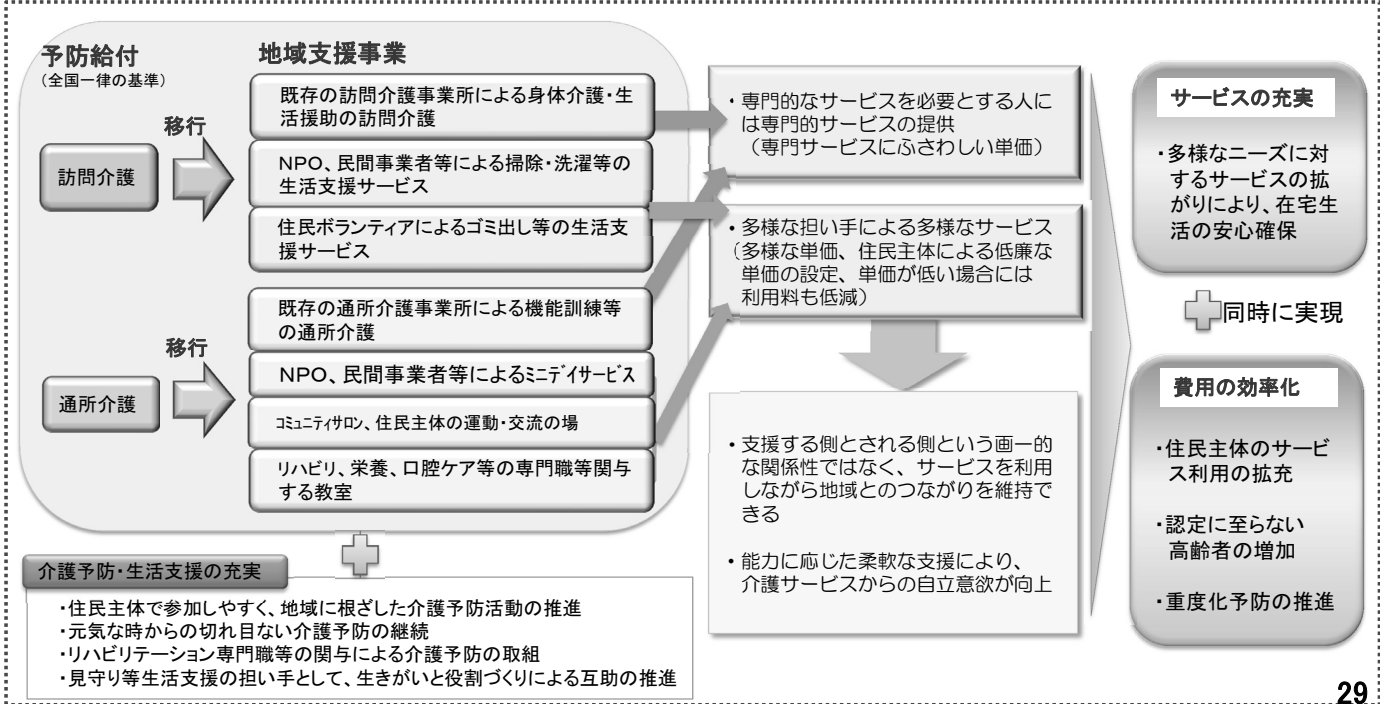 予防給付
(全国一律の基準)
地域支援事業
訪問介護
移行
既存の訪問介護事業所による身体介護・生
活援助の訪問介護
NPO、民間事業者等による掃除・洗濯等の
生活支援サービス
住民ボランティアによるゴミ出し等の生活支
援サービス
通所介護
移行
既存の通所介護事業所による機能訓練等
の通所介護
NPO、民間事業者等によるミニデイサービス
コミュニティサロン、住民主体の運動・交流の場
リハビリ、栄養、口腔ケア等の専門職等関与
する教室
介護予防・生活支援の充実
・住民主体で参加しやすく、地域に根ざした介護予防活動の推進
・元気な時からの切れ目ない介護予防の継続
・リハビリテーション専門職等の関与による介護予防の取組
・見守り等生活支援の担い手として、生きがいと役割づくりによる互助の推進
・専門的なサービスを必要とする人に
は専門的サービスの提供
(専門サービスにふさわしい単価)
・多様な担い手による多様なサービス
(多様な単価、住民主体による低廉な
単価の設定、単価が低い場合には
利用料も低減)
・支援する側とされる側という画一的
な関係性ではなく、サービスを利用
しながら地域とのつながりを維持で
きる
・能力に応じた柔軟な支援により、
介護サービスからの自立意欲が向上
サービスの充実
・多様なニーズに対
するサービスの拡
がりにより、在宅生
活の安心確保
同時に実現
費用の効率化
・住民主体のサービ
ス利用の拡充
・認定に至らない
高齢者の増加
・重度化予防の推進
29